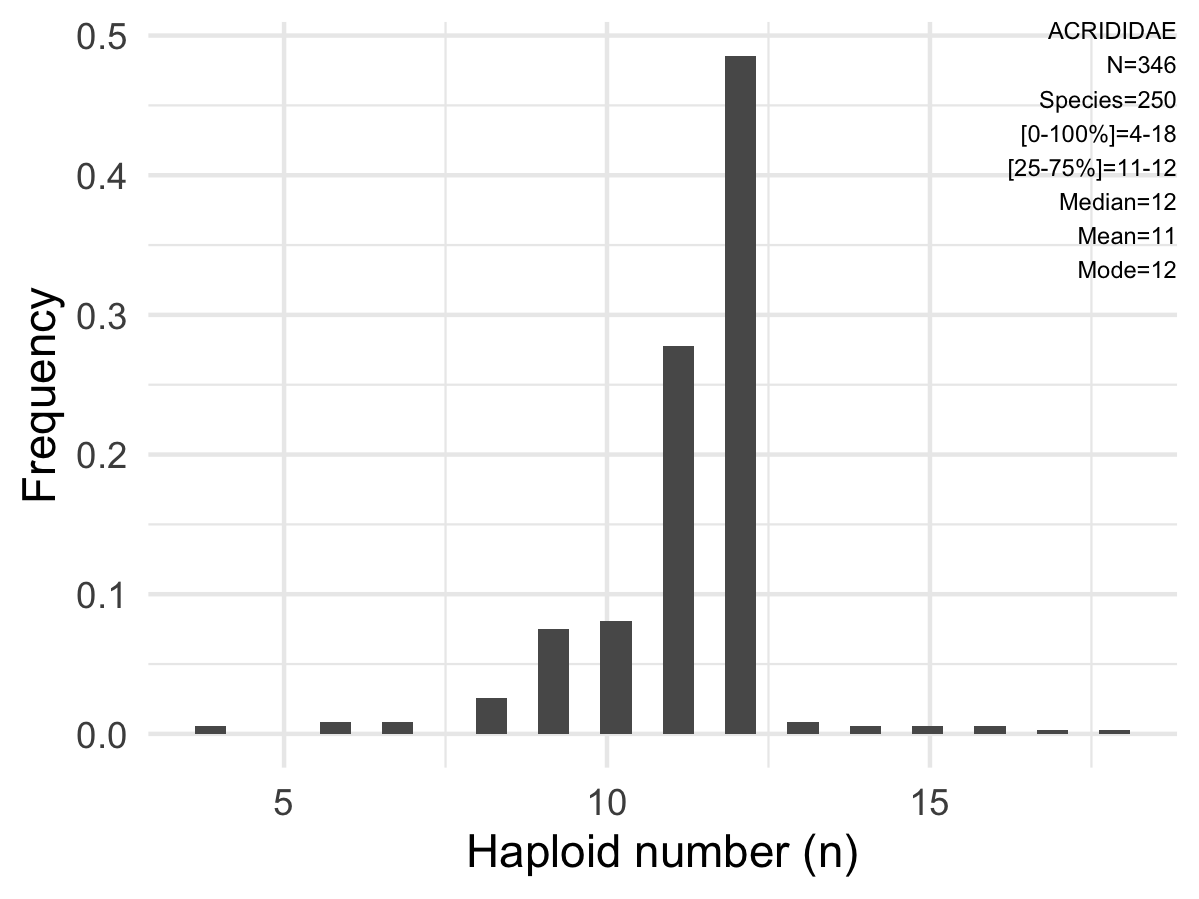 ACRIDIDAE
N=346
Species=250
[0-100%]=4-18
[25-75%]=11-12
Median=12
Mean=11
Mode=12
0.5
0.4
0.3
0.2
0.1
0.0
Frequency
5 10 15
Haploid number (n)